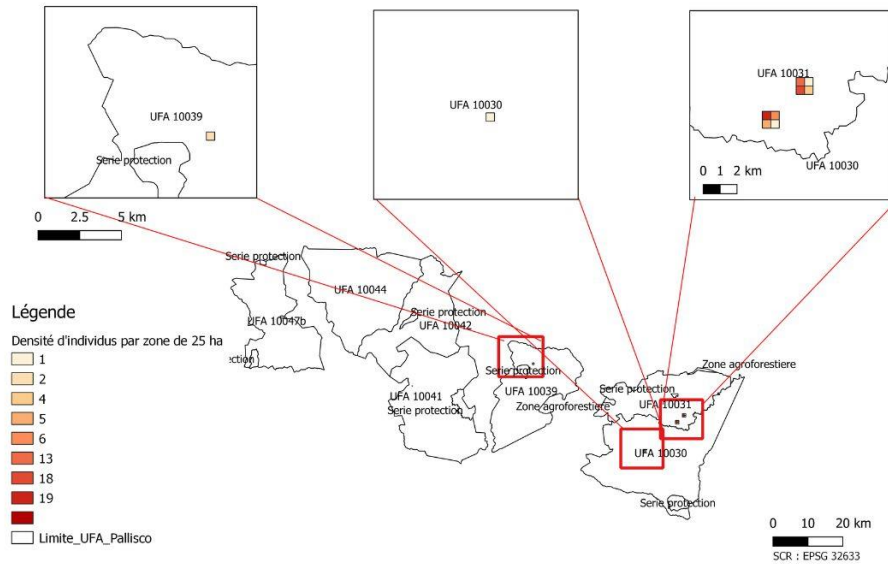 UFA 10039
Serie protection
UFA 10030
UFA 10031
UFA 10030
0 1 2 km
0 2.5 5 km
Serie protection
UFA 10044
Serie protection
UFA 10042
UFA 10047b
UFA 10041
Serie protection
Serie protection
UFA 10039
Zone agroforestiere
Zone agroforestiere
Serie protection
UFA 10031
UFA 10030
Serie protection
Légende
Densité d'individus par zone de 25 ha
1
2
4
5
6
13
18
19
Limite_UFA_Pallisco
0 10 20 km
SCR : EPSG 32633